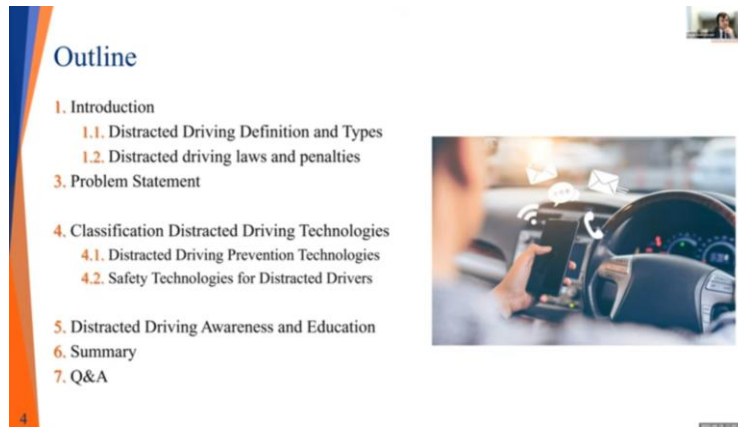 Outline
1. Introduction
1.1. Distracted Driving Definition and Types
1.2. Distracted driving laws and penalties
3. Problem Statement
4. Classification Distracted Driving Technologies
4.1. Distracted Driving Prevention Technologies
4.2. Safety Technologies for Distracted Drivers
5. Distracted Driving Awareness and Education
6. Summary
7. Q&A
4